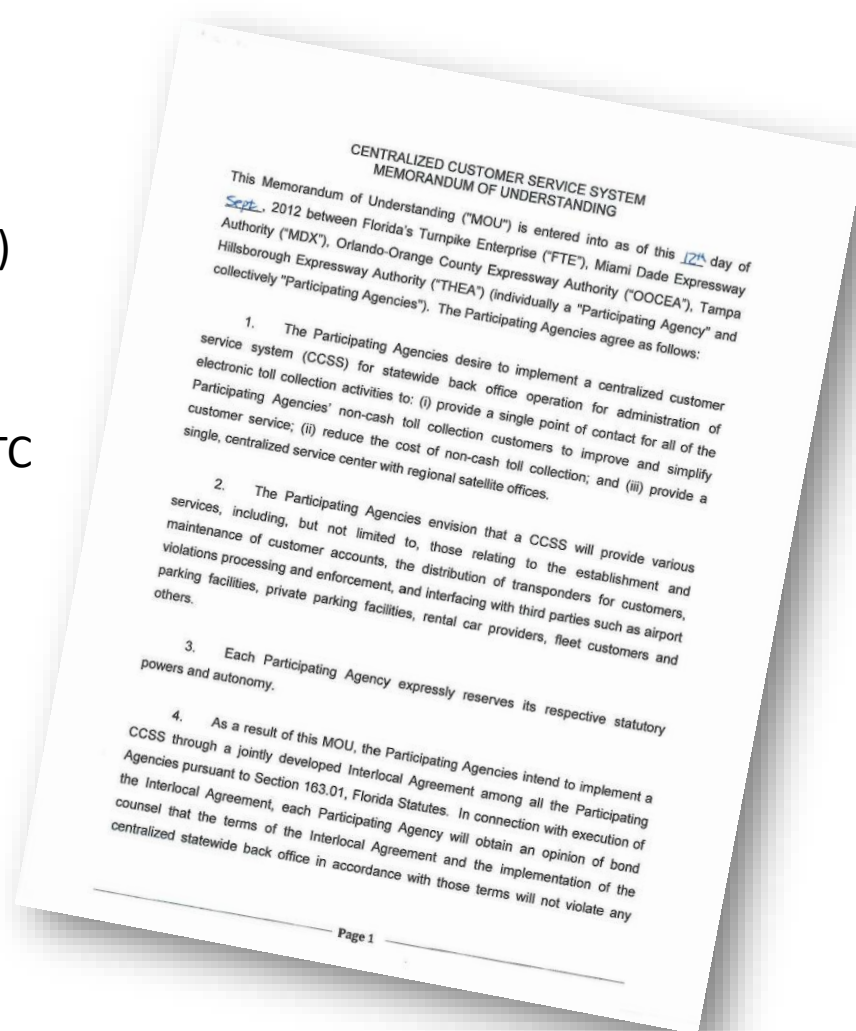 )
TC
CENTRALIZED CUSTOMER SERVICE SYSTEM
MEMORANDUM OF UNDERSTANDING
This Memorandum of Understanding ("MOU") is entered into as of this 12th day of
Sept., 2012 between Florida's Turnpike Enterprise ("FTE"), Miami Dade Expressway
Authority ("MDX"), Orlando-Orange County Expressway Authority ("OOCEA"), Tampa
Hillsborough Expressway Authority ("THEA") (individually a "Participating Agency" and
collectively "Participating Agencies"). The Participating Agencies agree as follows:
1. The Participating Agencies desire to implement a centralized customer
service system (CCSS) for statewide back office operation for administration of
electronic toll collection activities to: (i) provide a single point of contact for all of the
Participating Agencies' non-cash toll collection customers to improve and simplify
customer service; (ii) reduce the cost of non-cash toll collection; and (iii) provide a
single, centralized service center with regional satellite offices.
2. The Participating Agencies envision that a CCSS will provide various
services, including, but not limited to, those relating to the establishment and
maintenance of customer accounts, the distribution of transponders for customers,
violations processing and enforcement, and interfacing with third parties such as airport
parking facilities, private parking facilities, rental car providers, fleet customers and
others.
3. Each Participating Agency expressly reserves its respective statutory
powers and autonomy.
4. As a result of this MOU, the Participating Agencies intend to implement a
CCSS through a jointly developed Interlocal Agreement among all the Participating
Agencies pursuant to Section 163.01, Florida Statutes. In connection with execution of
the Interlocal Agreement, each Participating Agency will obtain an opinion of bond
counsel that the terms of the Interlocal Agreement and the implementation of the
centralized statewide back office in accordance with those terms will not violate any
Page 1